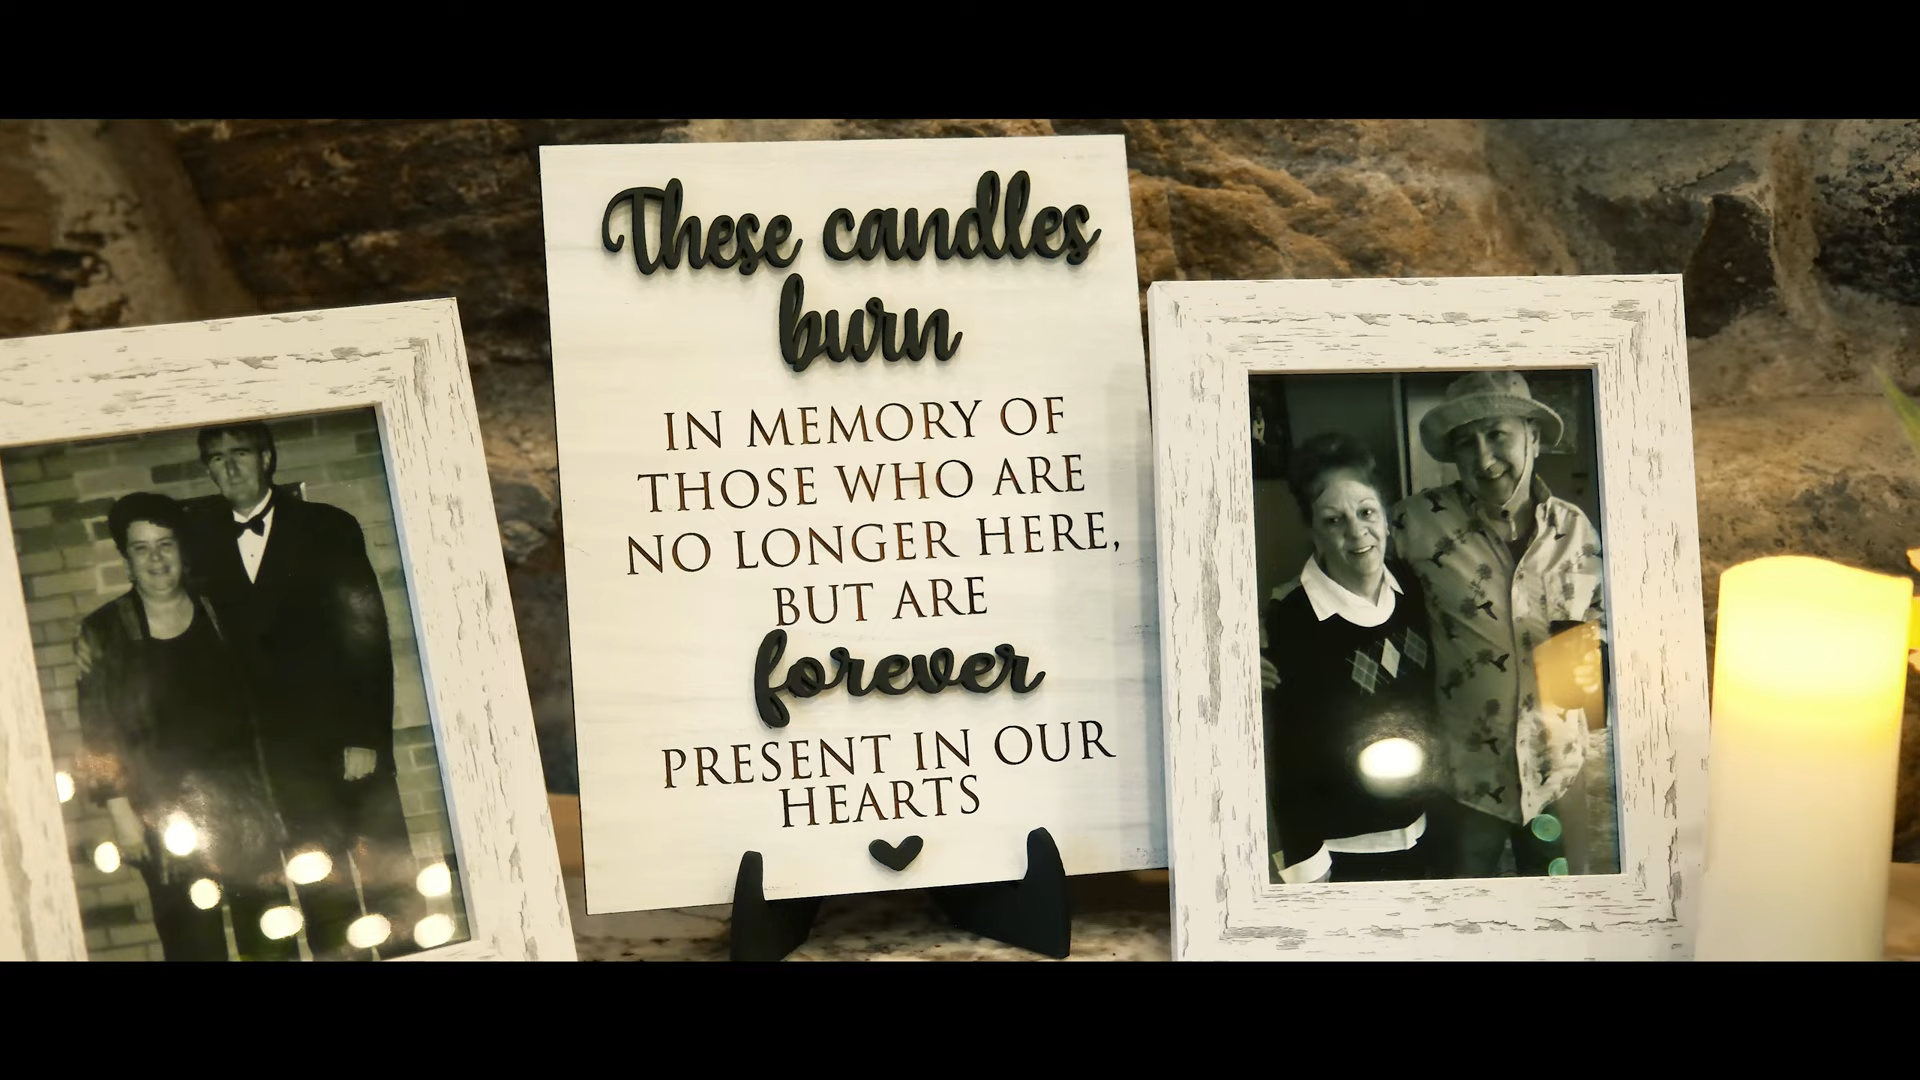 These candles
burn
IN MEMORY OF
THOSE WHO ARE
NO LONGER HERE,
BUT ARE
forever
PRESENT IN OUR
HEARTS